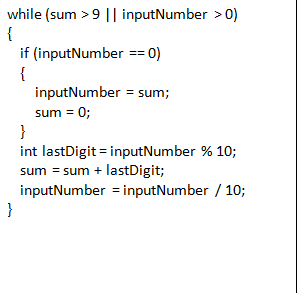 while (sum > 9 || inputNumber > 0)
{
if (inputNumber == 0)
{
inputNumber = sum;
sum = 0;
}
int lastDigit = inputNumber % 10;
sum = sum + lastDigit;
inputNumber = inputNumber / 10;
}